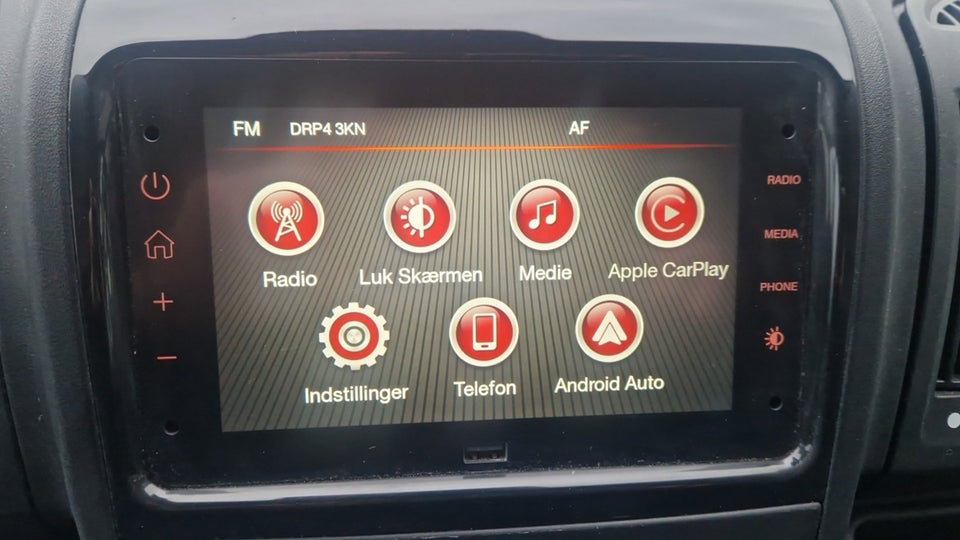 FM DRP4 3KN AF
Radio Luk Skærmen Medie Apple CarPlay
Indstillinger Telefon Android Auto
RADIO
MEDIA
PHONE